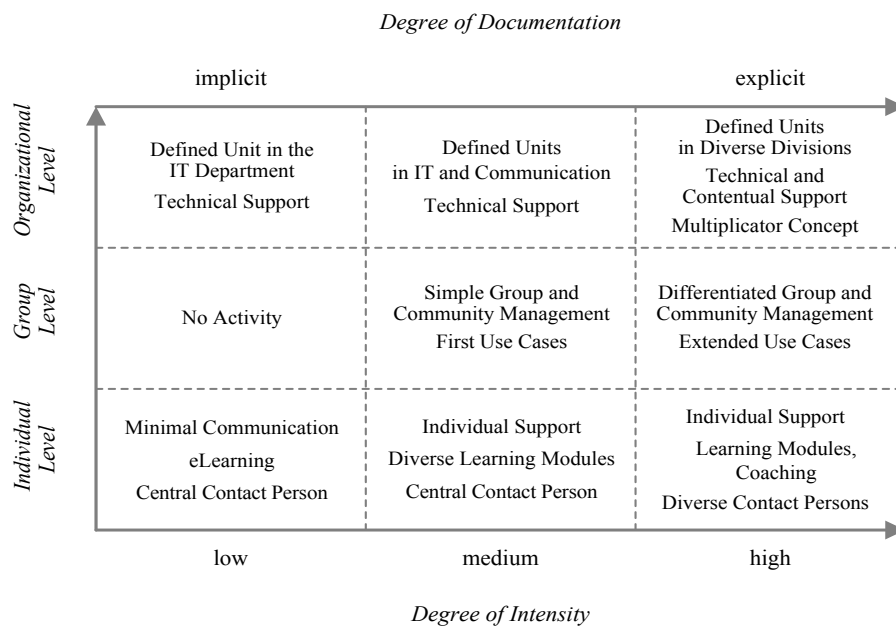 Degree of Documentation
implicit
explicit
Organizational
Level
Defined Unit in the
IT Department
Technical Support
Defined Units
in IT and Communication
Technical Support
Defined Units
in Diverse Divisions
Technical and
Contentual Support
Multiplicator Concept
Group
Level
No Activity
Simple Group and
Community Management
First Use Cases
Differentiated Group and
Community Management
Extended Use Cases
Individual
Level
Minimal Communication
eLearning
Central Contact Person
Individual Support
Diverse Learning Modules
Central Contact Person
Individual Support
Learning Modules,
Coaching
Diverse Contact Persons
low
medium
high
Degree of Intensity